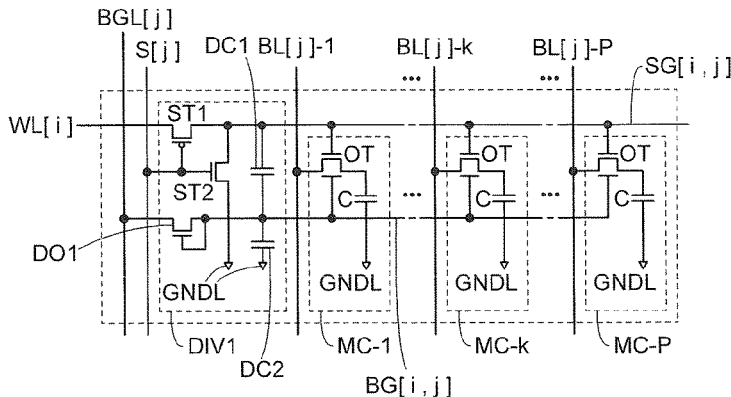 BGL[j]
S[j] DC1 BL[j]-1 BL[j]-k BL[j]-P
... ...
SG[i,j]
WL[i] ST1
OT OT OT
ST2 C ... C ... C
DO1
GNDL GNDL GNDL GNDL
DIV1 MC-1 MC-k MC-P
DC2 BG[i,j]